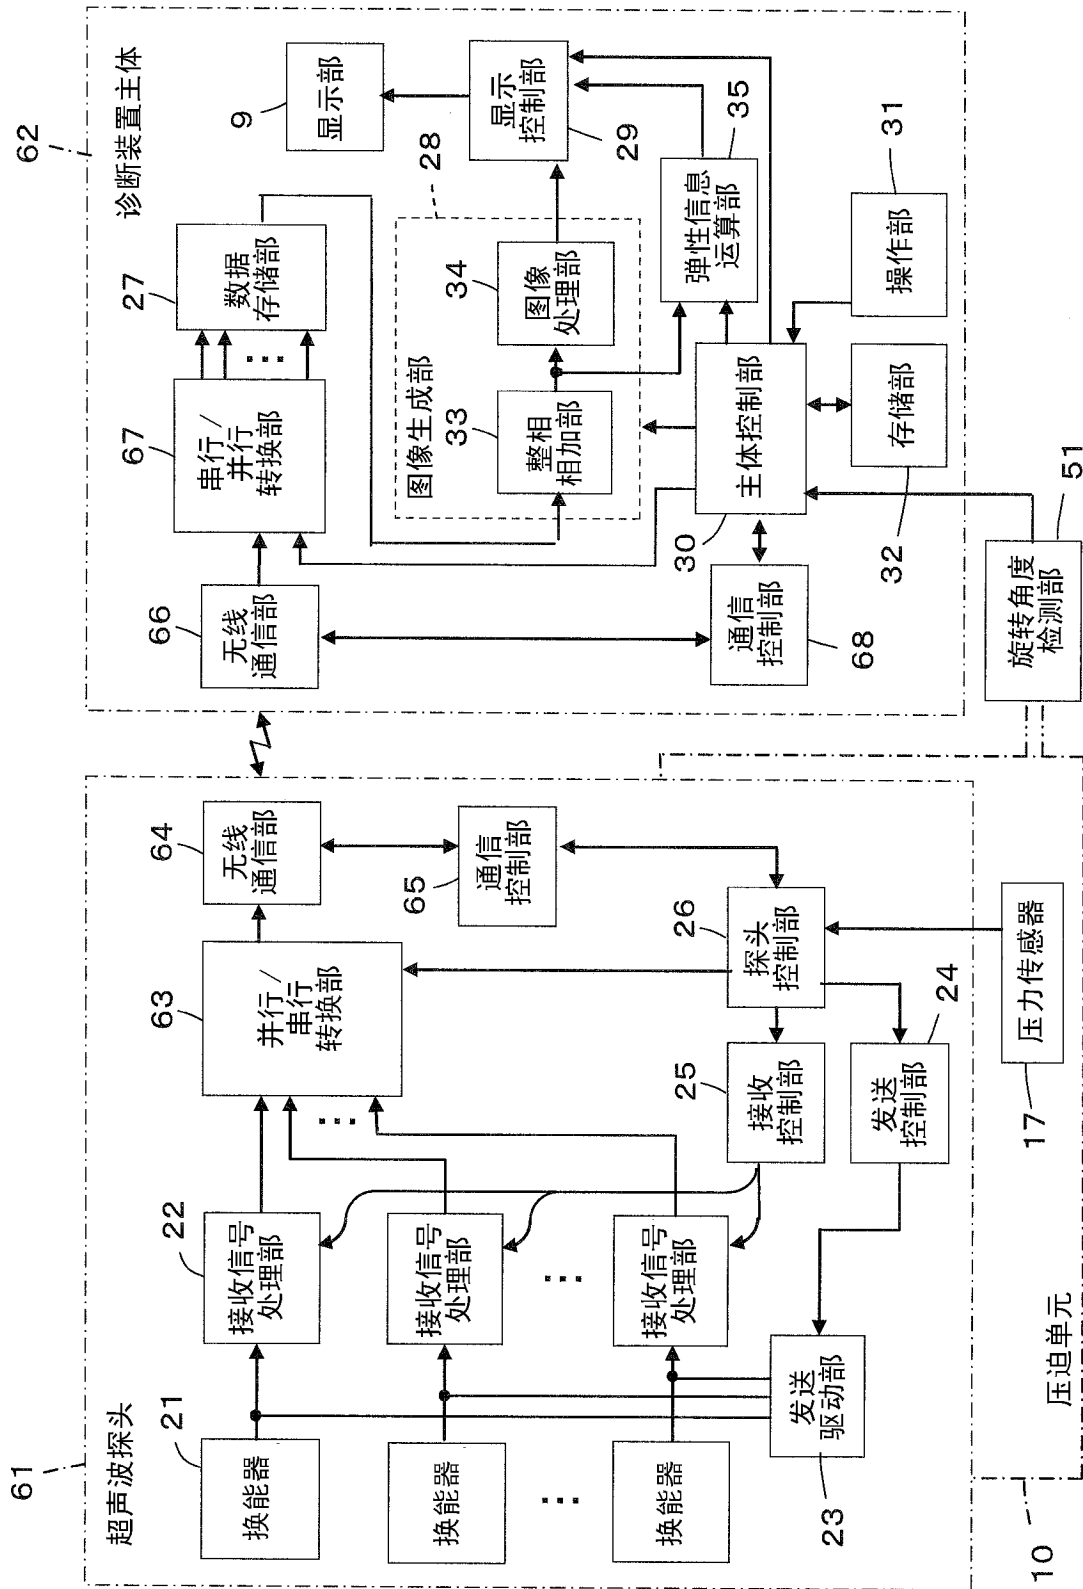 61
超声波探头
21
换能器
换能器
换能器
22
接收信号
处理部
接收信号
处理部
接收信号
处理部
发送
驱动部
23
63
并行/
串行
转换部
25
接收
控制部
发送
控制部
24
26
探头
控制部
64
无线
通信部
65
通信
控制部
17
压力传感器
压迫单元
10
62
诊断装置主体
66
无线
通信部
67
串行/
并行
转换部
27
数据
存储部
9
显示部
显示
控制部
29
28
图像生成部
33
整相
相加部
34
图像
处理部
弹性信息
运算部
35
30
主体控制部
通信
控制部
68
存储部
32
操作部
31
旋转角度
检测部
51